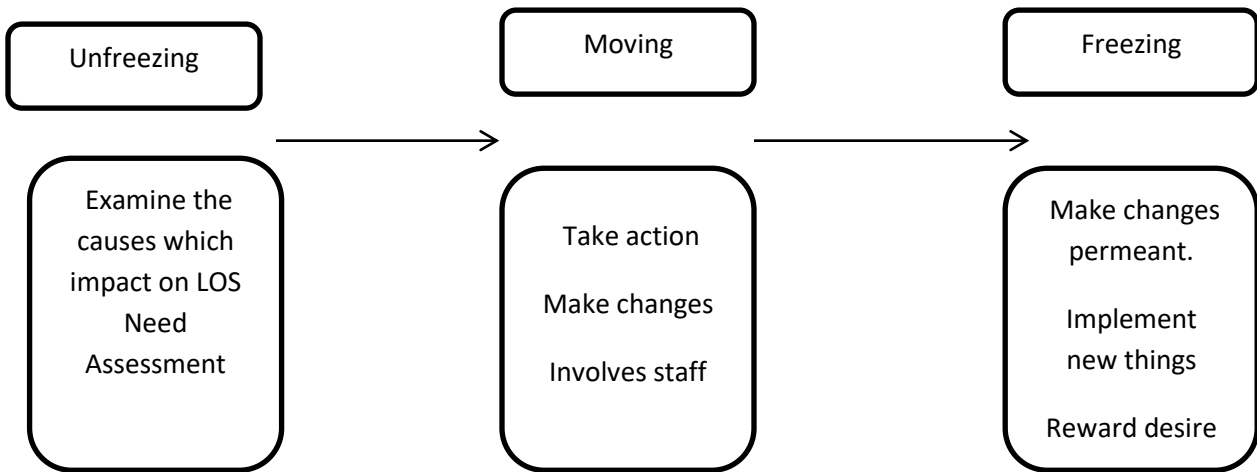 Unfreezing
Moving
Freezing
Examine the
causes which
impact on LOS
Need
Assessment
Take action
Make changes
Involves staff
Make changes
permeant.
Implement
new things
Reward desire